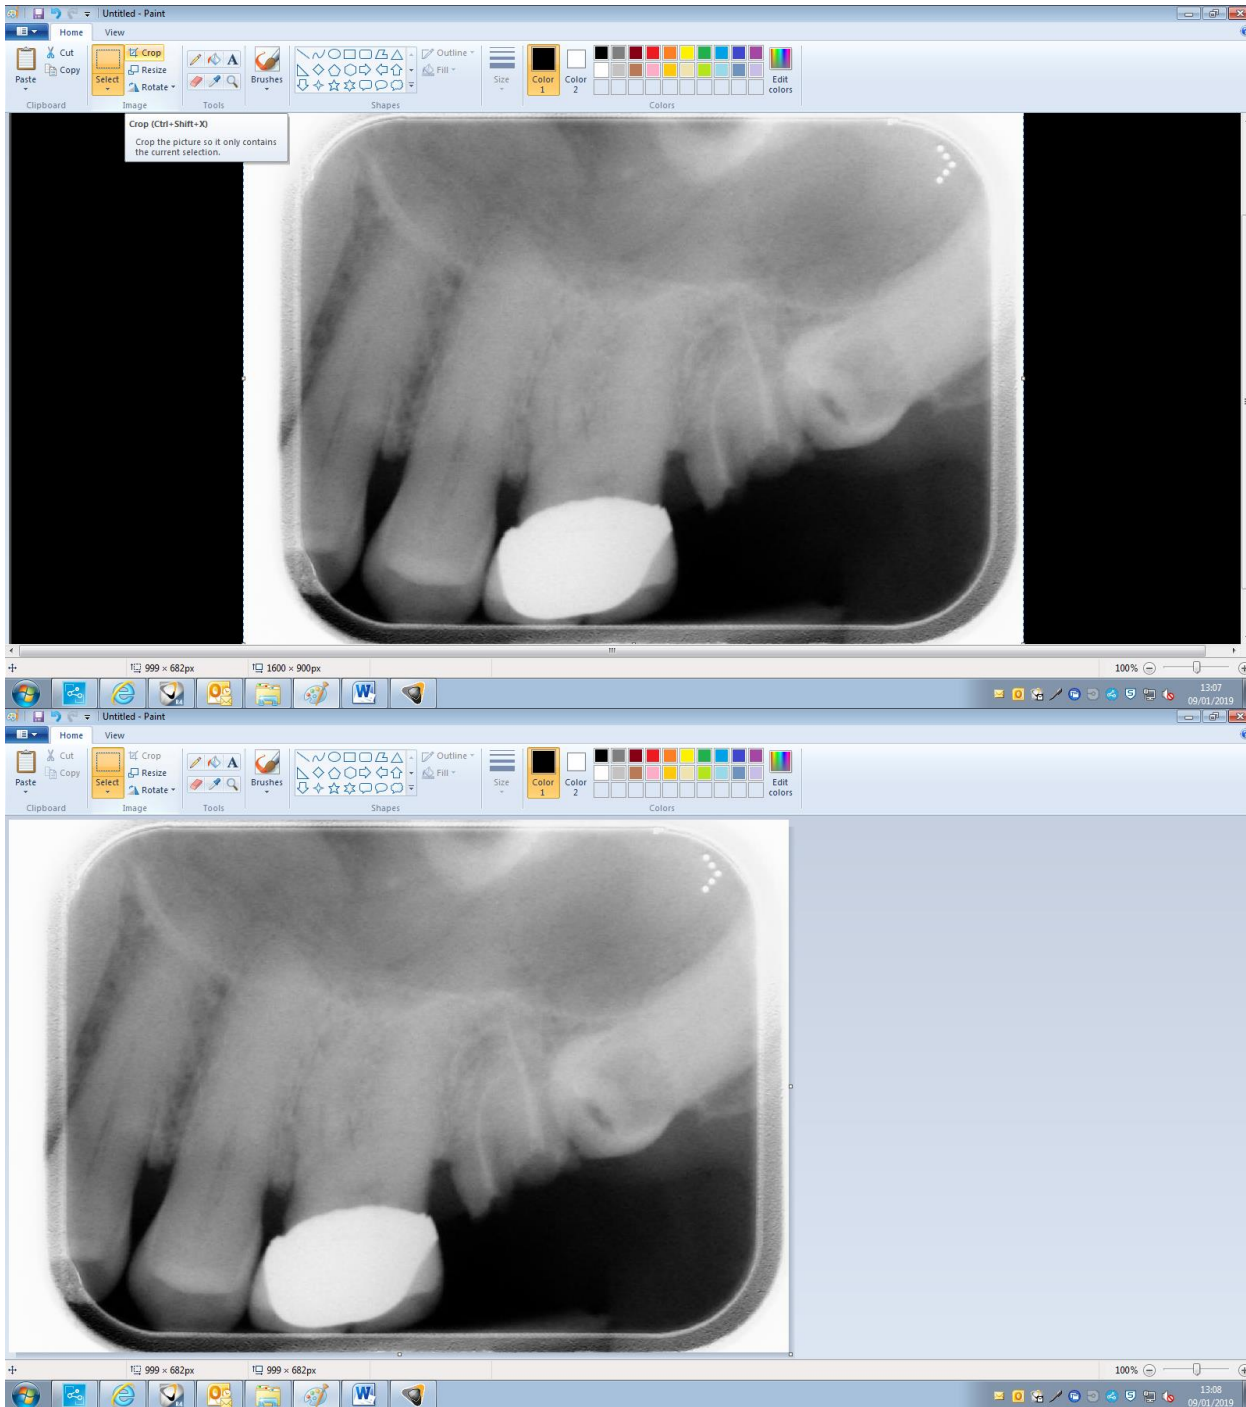 Untitled - Paint
Home View
Paste
Cut
Copy
Clipboard
Select
Crop
Resize
Rotate
Image
A
Tools
Brushes
Outline
Fill
Shapes
Size
Color 1
Color 2
Edit colors
Colors
Crop (Ctrl+Shift+X)
Crop the picture so it only contains
the current selection.
999 × 682px 1600 × 900px 100%
13:07
09/01/2019
Untitled - Paint
Home View
Paste
Cut
Copy
Clipboard
Select
Crop
Resize
Rotate
Image
A
Tools
Brushes
Outline
Fill
Shapes
Size
Color 1
Color 2
Edit colors
Colors
999 × 682px 999 × 682px 100%
13:08
09/01/2019